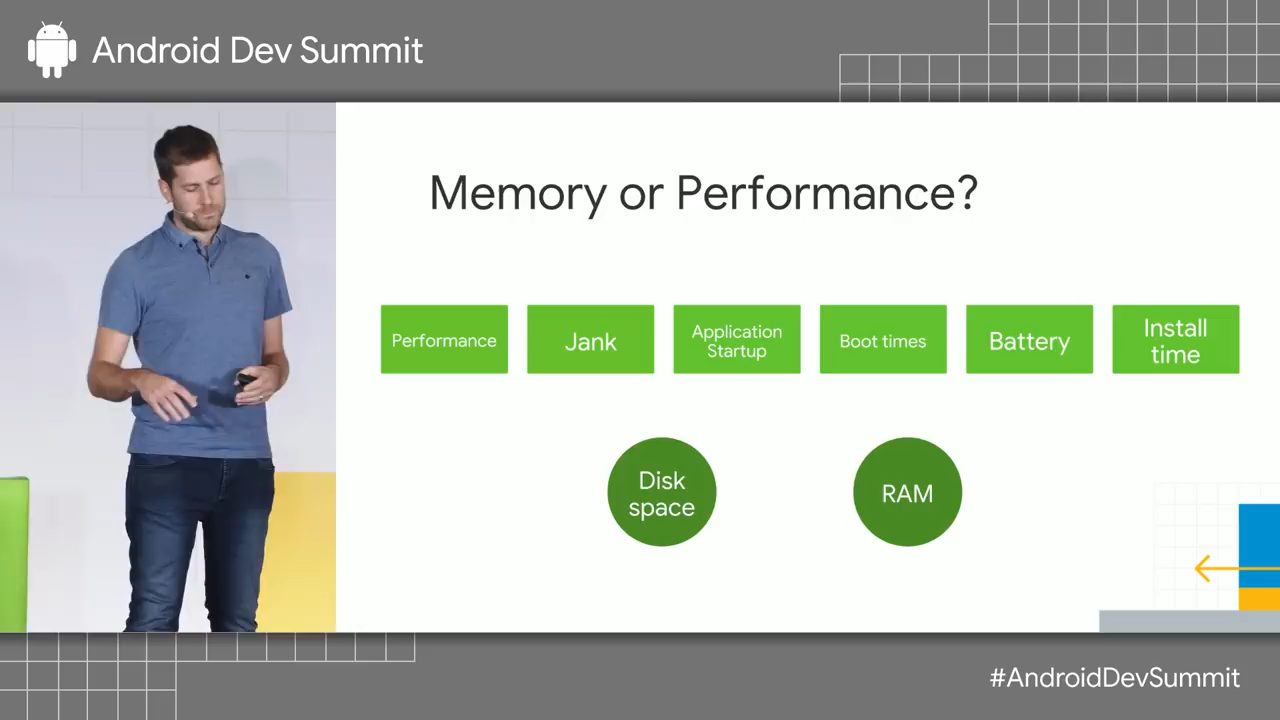 Android Dev Summit
Memory or Performance?
Performance
Jank
Application
Startup
Boot times
Battery
Install
time
Disk
space
RAM
#AndroidDevSummit